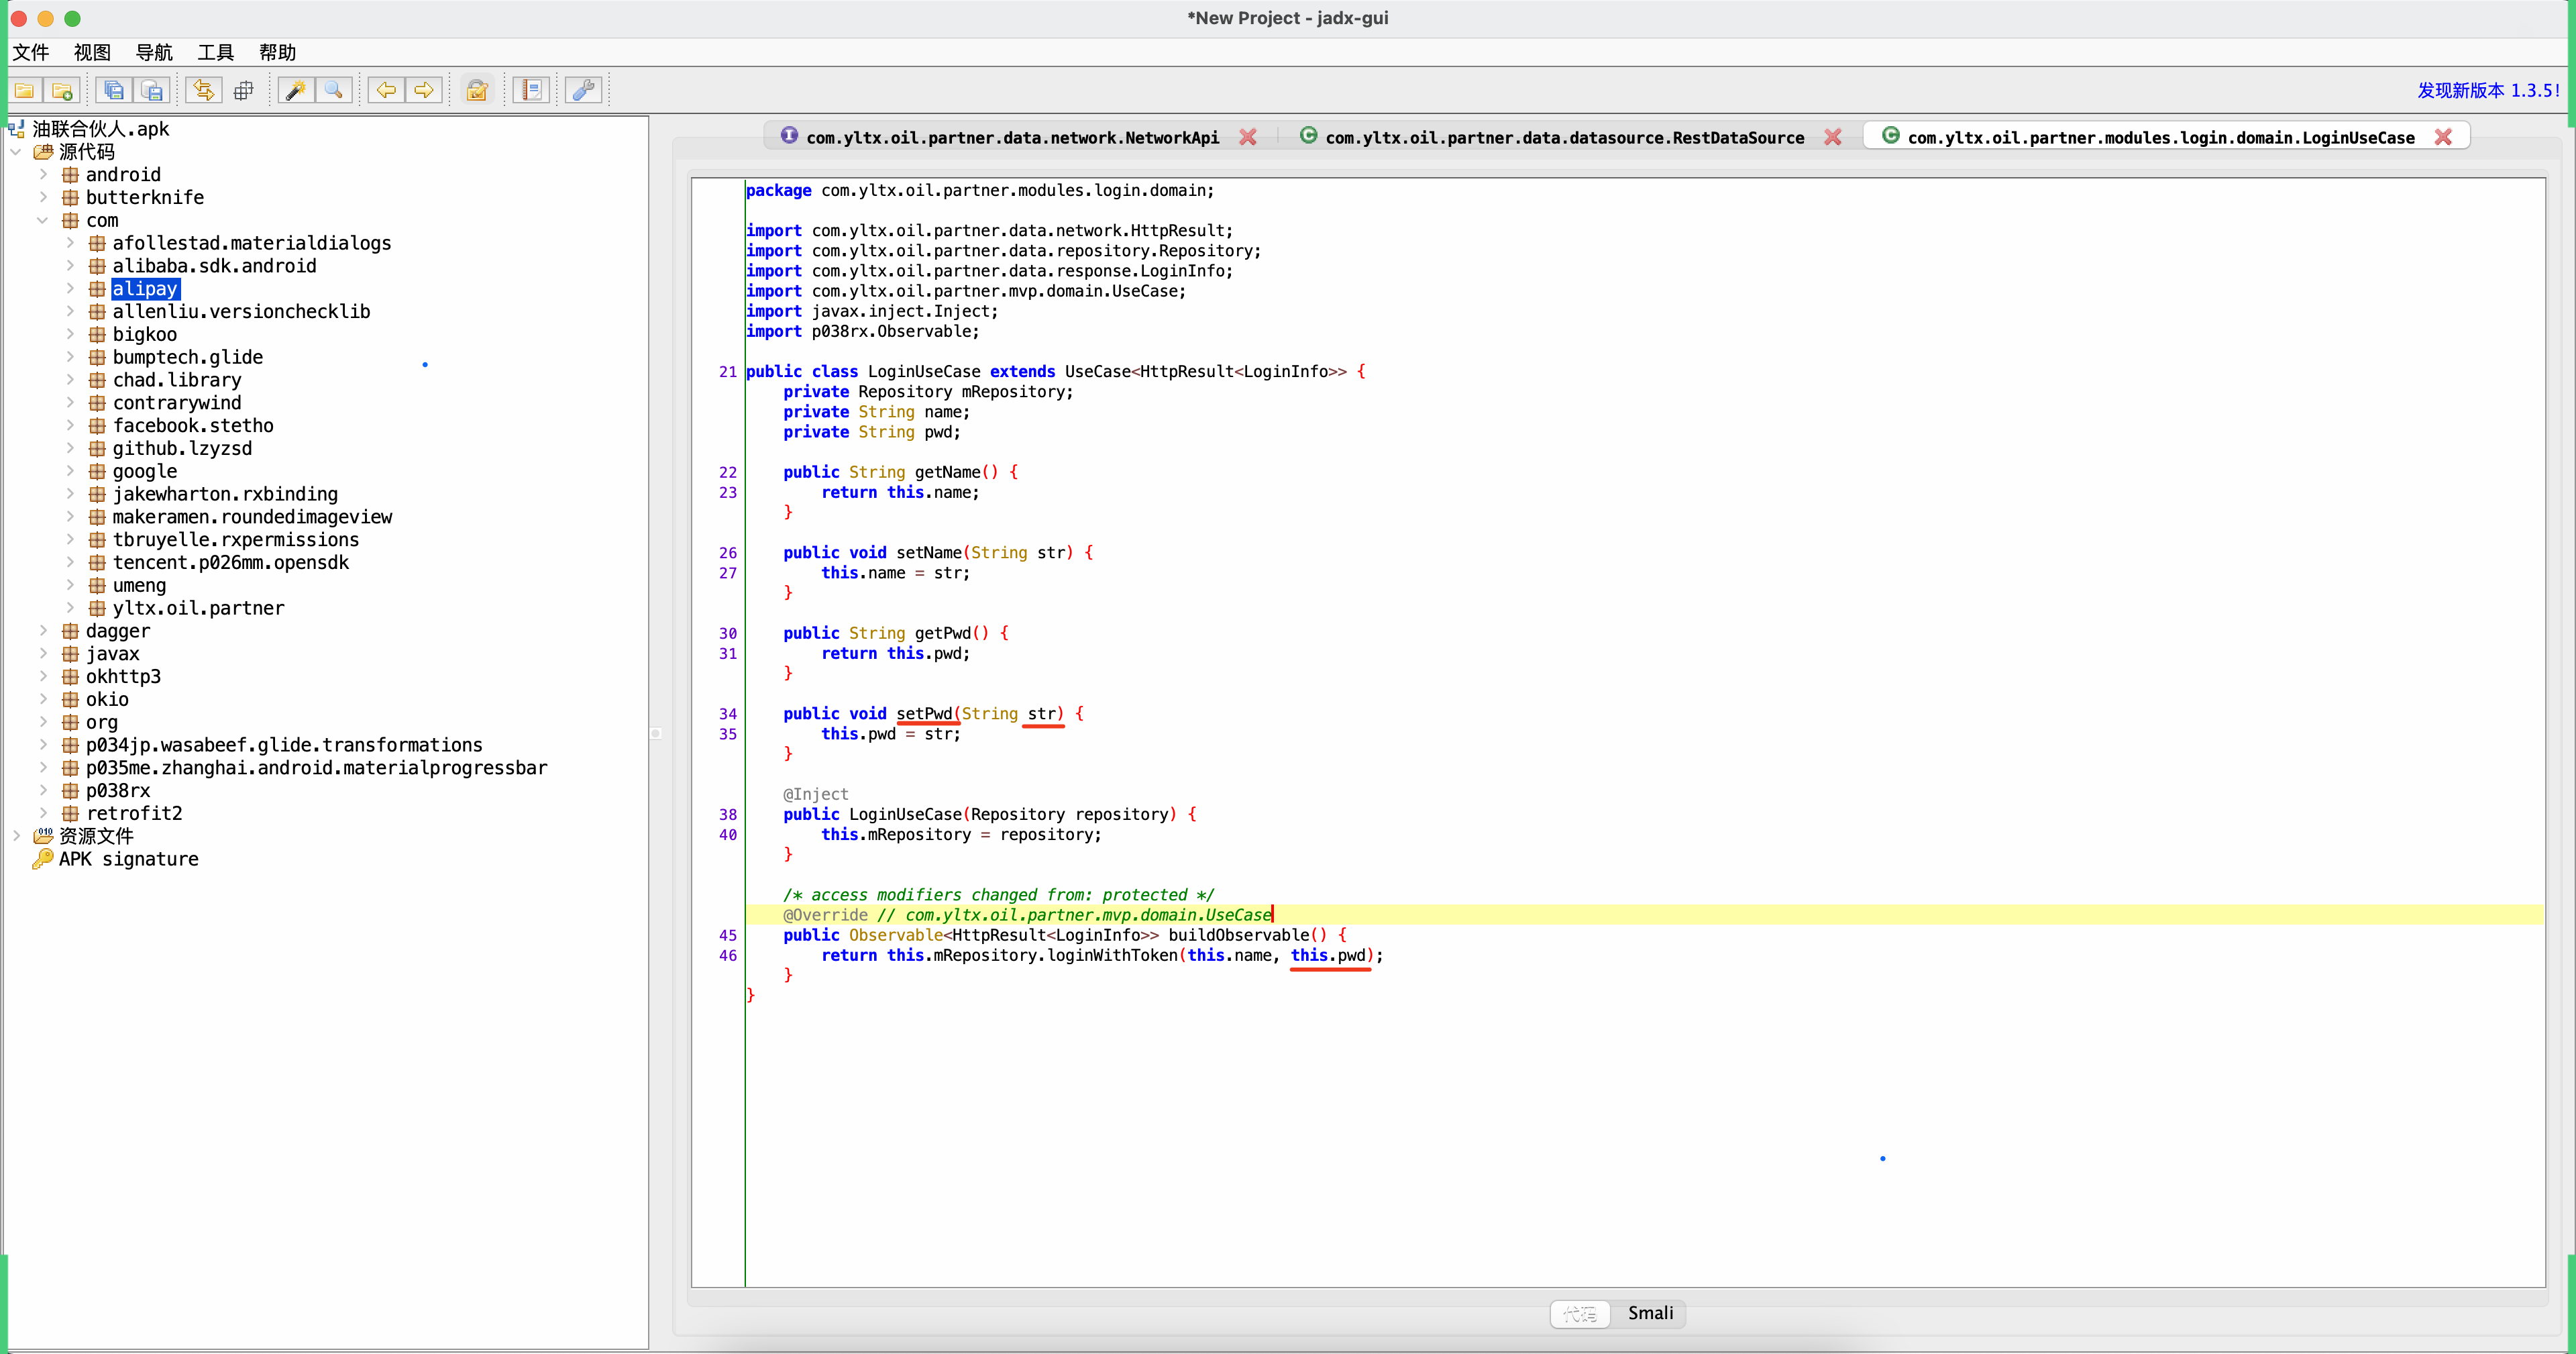 *New Project - jadx-gui
文件 视图 导航 工具 帮助
发现新版本 1.3.5!
油联合伙人.apk
源代码
android
butterknife
com
afollestad.materialdialogs
alibaba.sdk.android
alipay
allenliu.versionchecklib
bigkoo
bumptech.glide
chad.library
contrarywind
facebook.stetho
github.lzyzsd
google
jakewharton.rxbinding
makeramen.roundedimageview
tbruyelle.rxpermissions
tencent.p026mm.opensdk
umeng
yltx.oil.partner
dagger
javax
okhttp3
okio
org
p034jp.wasabeef.glide.transformations
p035me.zhanghai.android.materialprogressbar
p038rx
retrofit2
资源文件
APK signature
com.yltx.oil.partner.data.network.NetworkApi com.yltx.oil.partner.data.datasource.RestDataSource com.yltx.oil.partner.modules.login.domain.LoginUseCase
package com.yltx.oil.partner.modules.login.domain;
import com.yltx.oil.partner.data.network.HttpResult;
import com.yltx.oil.partner.data.repository.Repository;
import com.yltx.oil.partner.data.response.LoginInfo;
import com.yltx.oil.partner.mvp.domain.UseCase;
import javax.inject.Inject;
import p038rx.Observable;
21 public class LoginUseCase extends UseCase<HttpResult<LoginInfo>> {
private Repository mRepository;
private String name;
private String pwd;
22 public String getName() {
23 return this.name;
}
26 public void setName(String str) {
27 this.name = str;
}
30 public String getPwd() {
31 return this.pwd;
}
34 public void setPwd(String str) {
35 this.pwd = str;
}
@Inject
38 public LoginUseCase(Repository repository) {
40 this.mRepository = repository;
}
/* access modifiers changed from: protected */
@Override // com.yltx.oil.partner.mvp.domain.UseCase
45 public Observable<HttpResult<LoginInfo>> buildObservable() {
46 return this.mRepository.loginWithToken(this.name, this.pwd);
}
}
代码 Smali